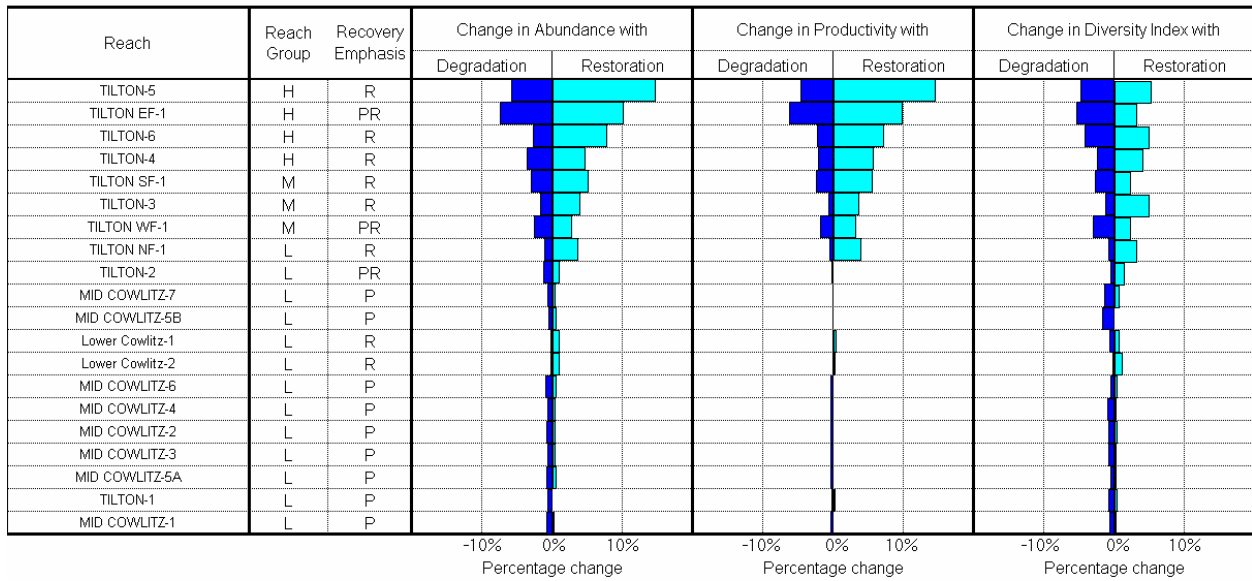 Reach Reach Group Recovery Emphasis Change in Abundance with Change in Productivity with Change in Diversity Index with
Degradation Restoration Degradation Restoration Degradation Restoration
TILTON-5 H R
TILTON EF-1 H PR
TILTON-6 H R
TILTON-4 H R
TILTON SF-1 M R
TILTON-3 M R
TILTON WF-1 M PR
TILTON NF-1 L R
TILTON-2 L PR
MID COWLITZ-7 L P
MID COWLITZ-5B L P
Lower Cowlitz-1 L R
Lower Cowlitz-2 L R
MID COWLITZ-6 L P
MID COWLITZ-4 L P
MID COWLITZ-2 L P
MID COWLITZ-3 L P
MID COWLITZ-5A L P
TILTON-1 L P
MID COWLITZ-1 L P
-10% 0% 10% -10% 0% 10% -10% 0% 10%
Percentage change Percentage change Percentage change